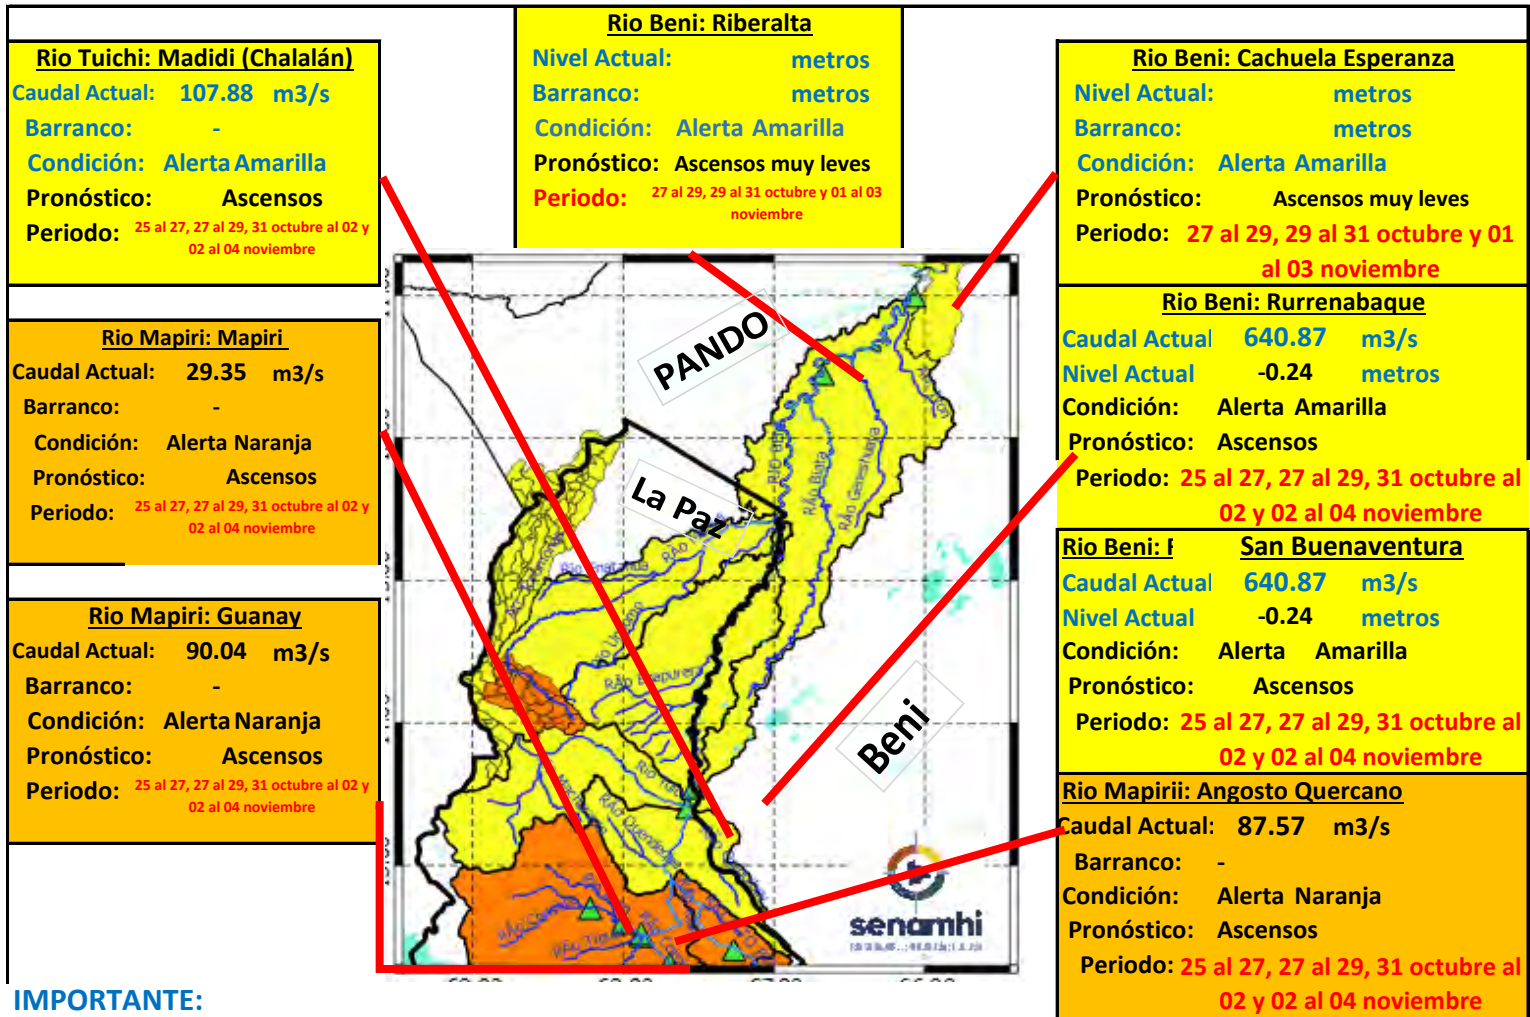 Rio Beni: Riberalta
Nivel Actual: metros
Barranco: metros
Condición: Alerta Amarilla
Pronóstico: Ascensos muy leves
Periodo: 27 al 29, 29 al 31 octubre y 01 al 03
noviembre
Rio Tuichi: Madidi (Chalalán)
Caudal Actual: 107.88 m3/s
Barranco: -
Condición: Alerta Amarilla
Pronóstico: Ascensos
Periodo: 25 al 27, 27 al 29, 31 octubre al 02 y
02 al 04 noviembre
Rio Mapiri: Mapiri
Caudal Actual: 29.35 m3/s
Barranco: -
Condición: Alerta Naranja
Pronóstico: Ascensos
Periodo: 25 al 27, 27 al 29, 31 octubre al 02 y
02 al 04 noviembre
Rio Mapiri: Guanay
Caudal Actual: 90.04 m3/s
Barranco: -
Condición: Alerta Naranja
Pronóstico: Ascensos
Periodo: 25 al 27, 27 al 29, 31 octubre al 02 y
02 al 04 noviembre
PANDO
La Paz
Beni
senamhi
Rio Beni: Cachuela Esperanza
Nivel Actual: metros
Barranco: metros
Condición: Alerta Amarilla
Pronóstico: Ascensos muy leves
Periodo: 27 al 29, 29 al 31 octubre y 01
al 03 noviembre
Rio Beni: Rurrenabaque
Caudal Actual 640.87 m3/s
Nivel Actual -0.24 metros
Condición: Alerta Amarilla
Pronóstico: Ascensos
Periodo: 25 al 27, 27 al 29, 31 octubre al
02 y 02 al 04 noviembre
Rio Beni: San Buenaventura
Caudal Actual 640.87 m3/s
Nivel Actual -0.24 metros
Condición: Alerta Amarilla
Pronóstico: Ascensos
Periodo: 25 al 27, 27 al 29, 31 octubre al
02 y 02 al 04 noviembre
Rio Mapirii: Angosto Quercano
Caudal Actual: 87.57 m3/s
Barranco: -
Condición: Alerta Naranja
Pronóstico: Ascensos
Periodo: 25 al 27, 27 al 29, 31 octubre al
02 y 02 al 04 noviembre
IMPORTANTE: